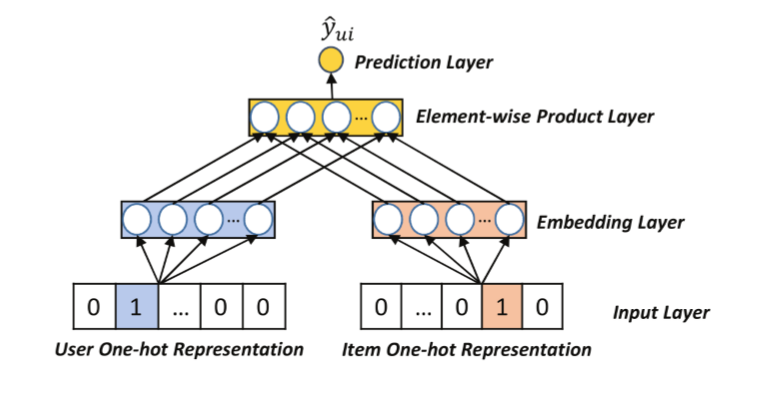 ŷui
Prediction Layer
... Element-wise Product Layer
... ... Embedding Layer
0 1 ... 0 0 0 ... 0 1 0 Input Layer
User One-hot Representation Item One-hot Representation